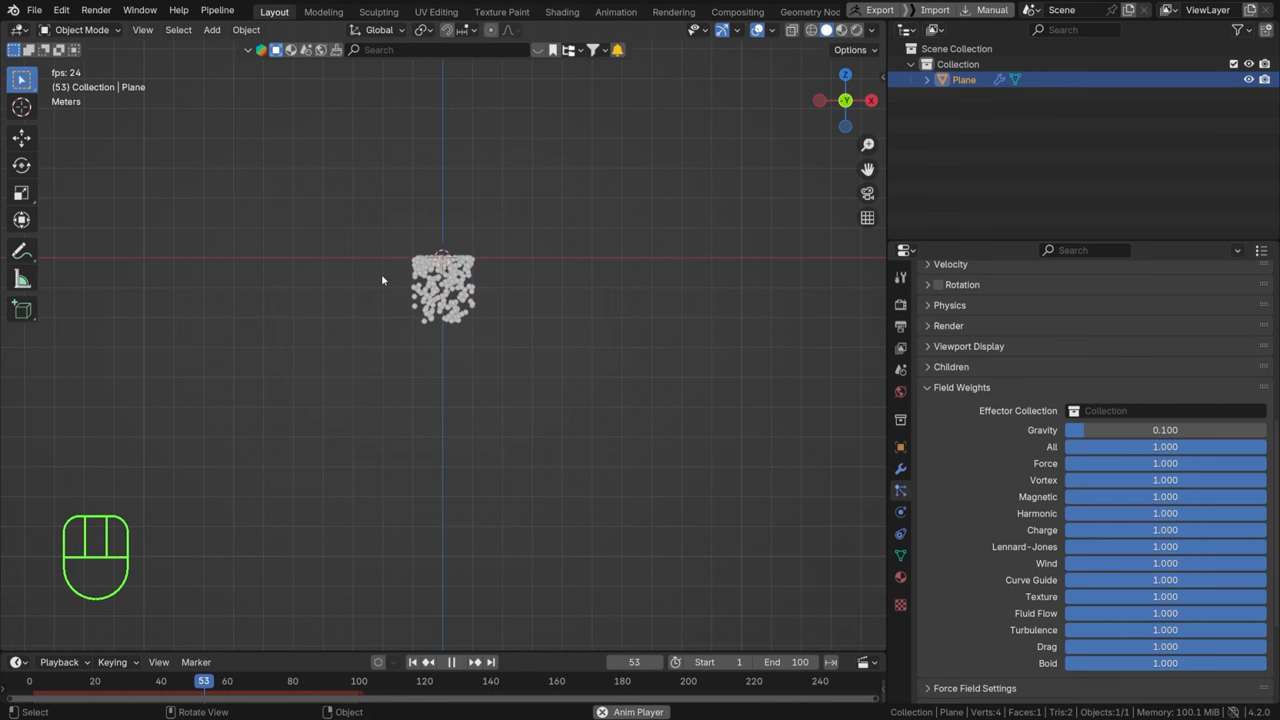 File Edit Render Window Help Pipeline Layout Modeling Sculpting UV Editing Texture Paint Shading Animation Rendering Compositing Geometry Noc Export Import Manual Scene ViewLayer
Object Mode View Select Add Object Global Search
Search Options
fps: 24
(53) Collection | Plane
Meters
Z
-Y
X
Scene Collection
Collection
Plane
Search
Velocity
Rotation
Physics
Render
Viewport Display
Children
Field Weights
Effector Collection Collection
Gravity 0.100
All 1.000
Force 1.000
Vortex 1.000
Magnetic 1.000
Harmonic 1.000
Charge 1.000
Lennard-Jones 1.000
Wind 1.000
Curve Guide 1.000
Texture 1.000
Fluid Flow 1.000
Turbulence 1.000
Drag 1.000
Boid 1.000
Force Field Settings
Playback Keying View Marker 53 Start 1 End 100
0 20 40 53 60 80 100 120 140 160 180 200 220 240
Select Rotate View Object Anim Player Collection | Plane | Verts:4 | Faces:1 | Tris:2 | Objects:1/1 | Memory: 100.1 MiB 4.2.0